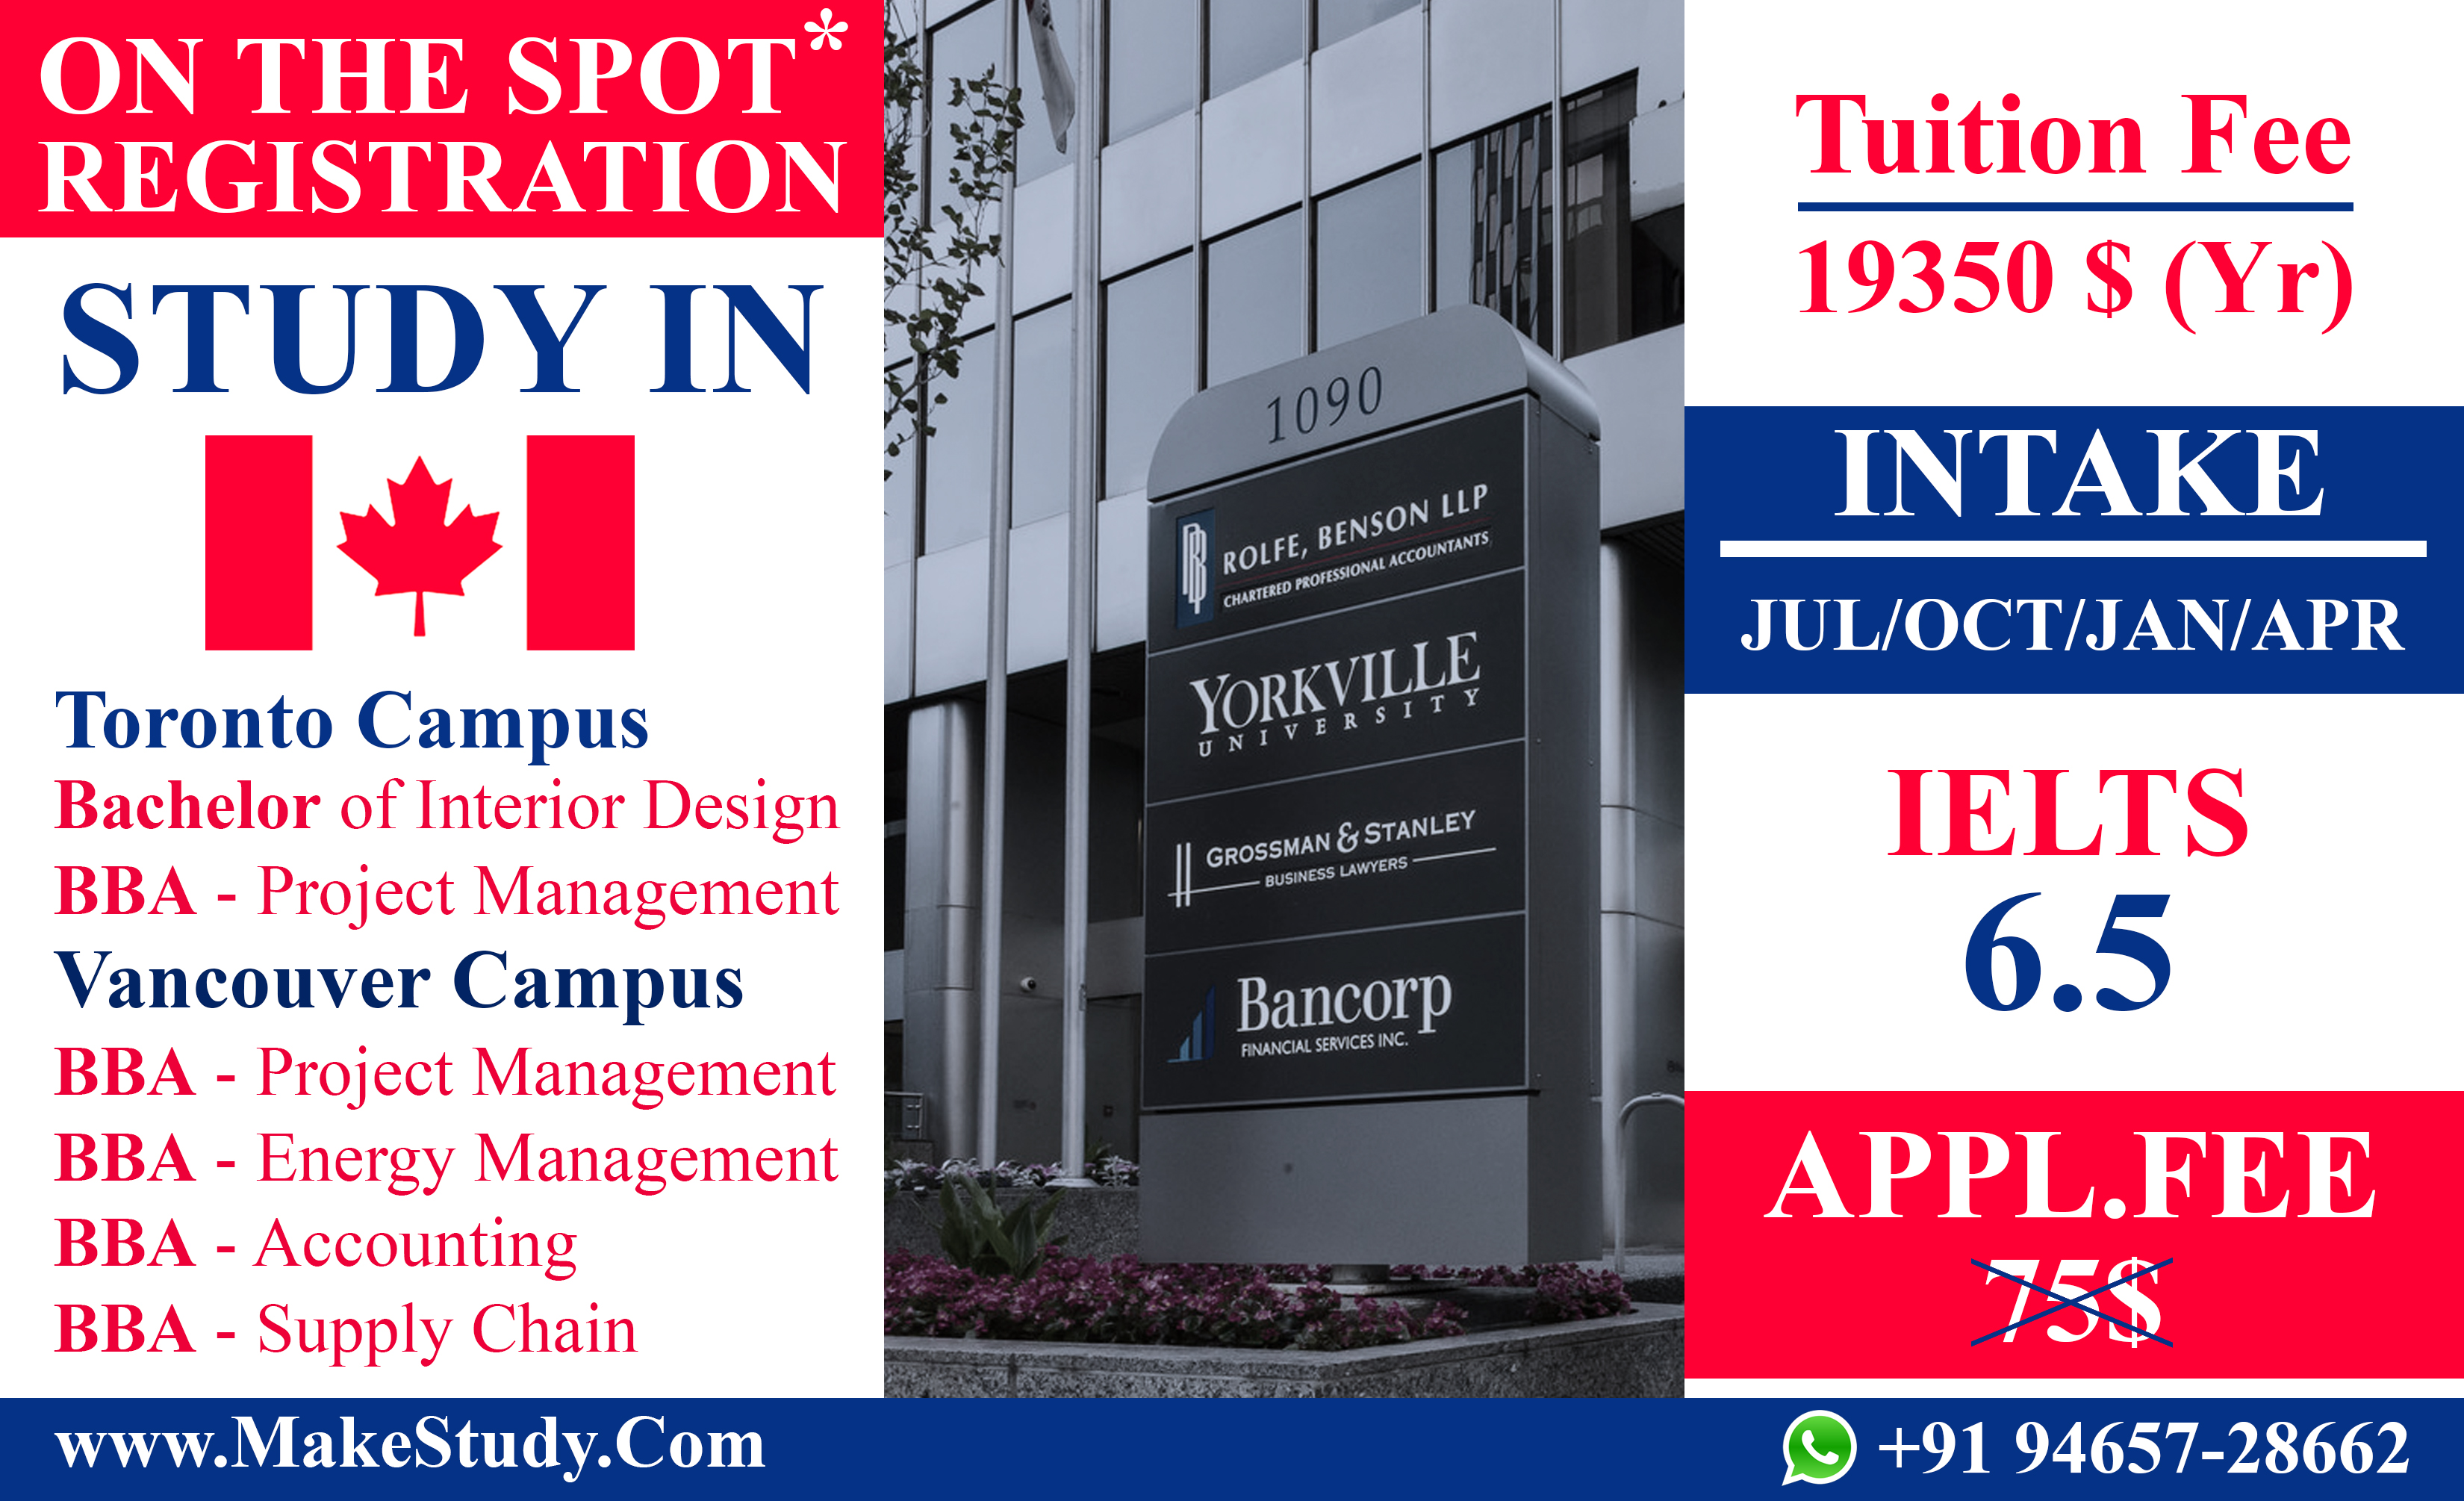 ON THE SPOT*
REGISTRATION
STUDY IN
Toronto Campus
Bachelor of Interior Design
BBA - Project Management
Vancouver Campus
BBA - Project Management
BBA - Energy Management
BBA - Accounting
BBA - Supply Chain
1090
ROLFE, BENSON LLP
CHARTERED PROFESSIONAL ACCOUNTANTS
YORKVILLE
UNIVERSITY
GROSSMAN & STANLEY
BUSINESS LAWYERS
Bancorp
FINANCIAL SERVICES INC.
Tuition Fee
19350 $ (Yr)
INTAKE
JUL/OCT/JAN/APR
IELTS
6.5
APPL.FEE
75$
www.MakeStudy.Com
+91 94657-28662